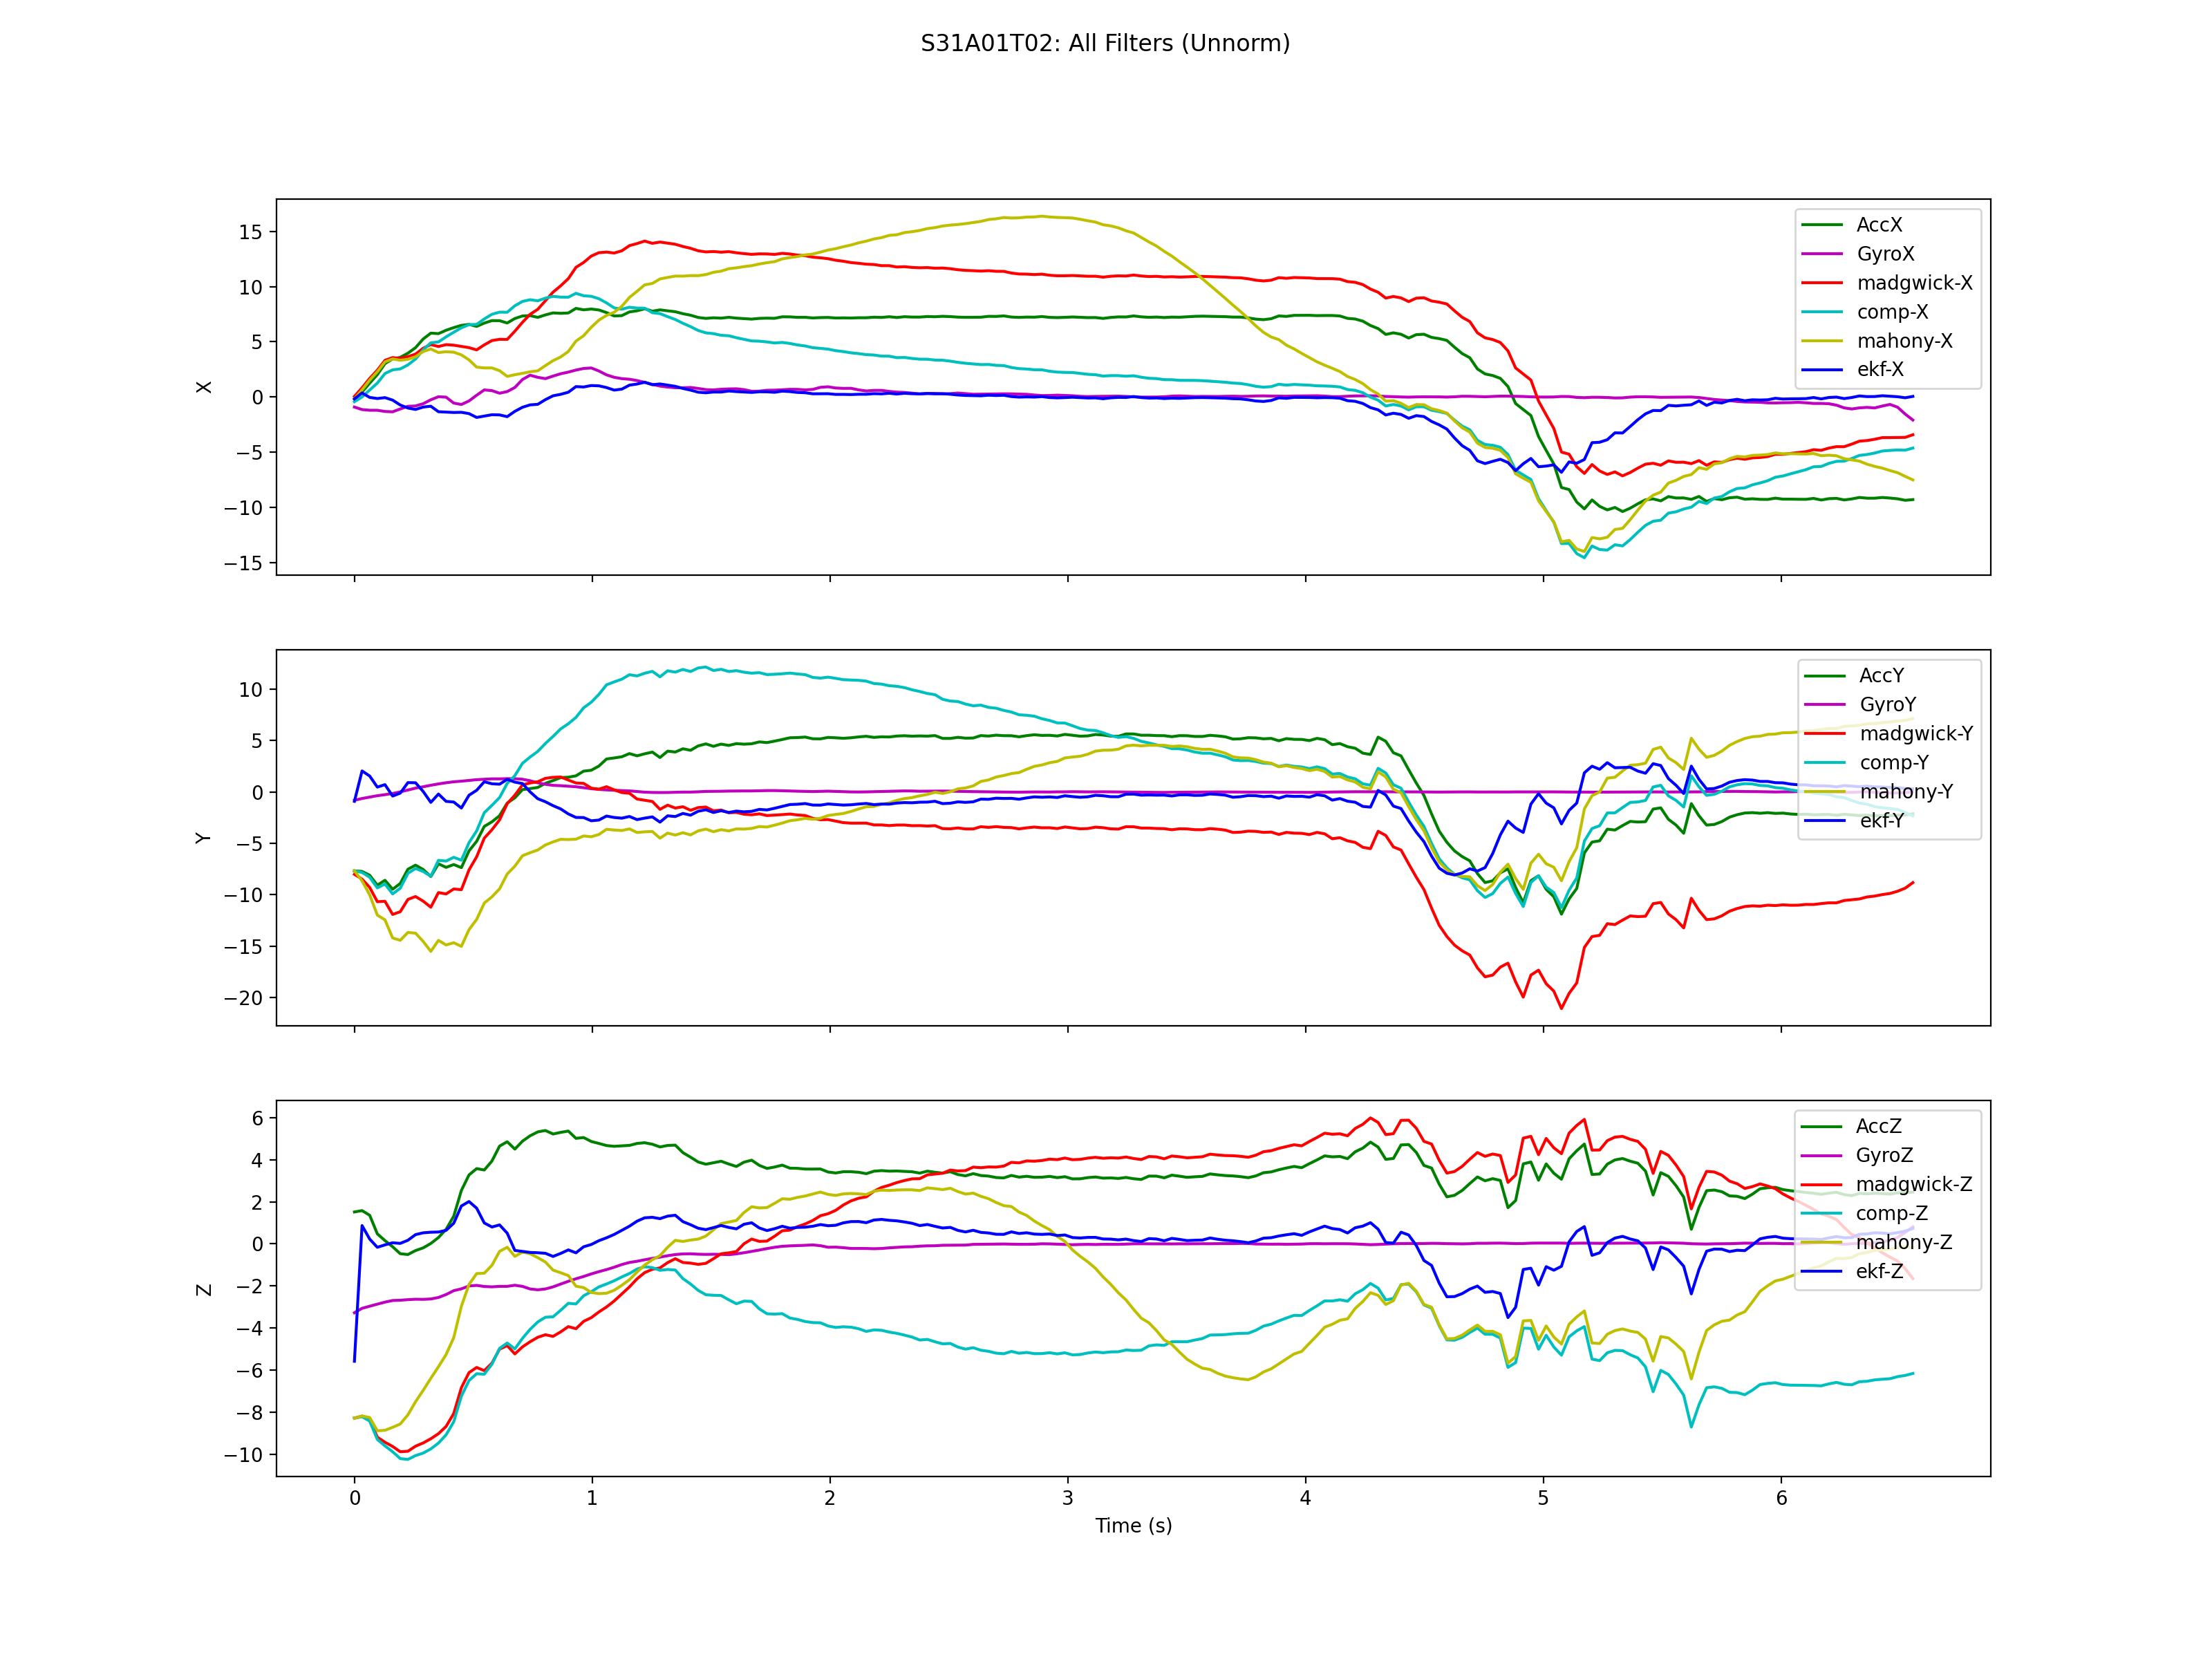 S31A01T02: All Filters (Unnorm)
15
10
5
0
−5
−10
−15
X
AccX
GyroX
madgwick-X
comp-X
mahony-X
ekf-X
10
5
0
−5
−10
−15
−20
Y
AccY
GyroY
madgwick-Y
comp-Y
mahony-Y
ekf-Y
6
4
2
0
−2
−4
−6
−8
−10
Z
AccZ
GyroZ
madgwick-Z
comp-Z
mahony-Z
ekf-Z
0 1 2 3 4 5 6
Time (s)